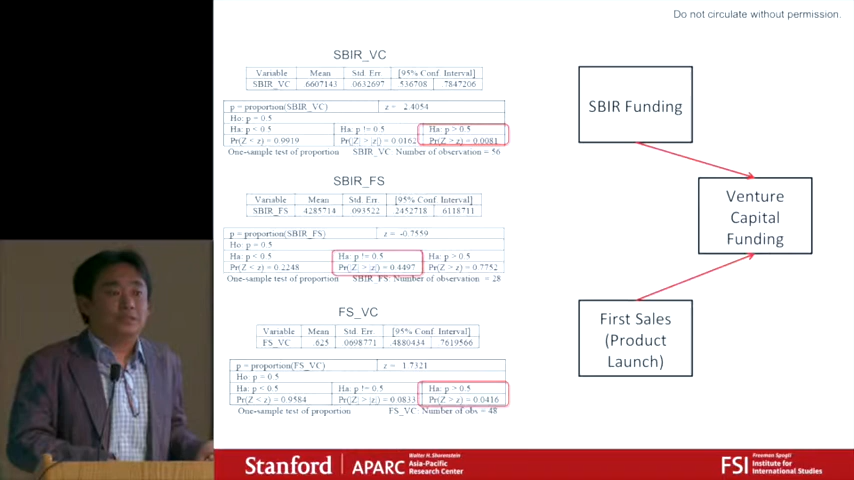 Do not circulate without permission.
SBIR_VC
Variable Mean Std. Err. [95% Conf. Interval]
SBIR_VC .6607143 .0632697 .536708 .7847206
p = proportion(SBIR_VC) z = 2.4054
Ho: p = 0.5
Ha: p < 0.5 Ha: p != 0.5 Ha: p > 0.5
Pr(Z < z) = 0.9919 Pr(|Z| > |z|) = 0.0162 Pr(Z > z) = 0.0081
One-sample test of proportion SBIR_VC: Number of observation = 56
SBIR_FS
Variable Mean Std. Err. [95% Conf. Interval]
SBIR_FS .4285714 .093522 .2452718 .6118711
p = proportion(SBIR_FS) z = -0.7559
Ho: p = 0.5
Ha: p < 0.5 Ha: p != 0.5 Ha: p > 0.5
Pr(Z < z) = 0.2248 Pr(|Z| > |z|) = 0.4497 Pr(Z > z) = 0.7752
One-sample test of proportion SBIR_FS: Number of observation = 28
FS_VC
Variable Mean Std. Err. [95% Conf. Interval]
FS_VC .625 .0698771 .4880434 .7619566
p = proportion(FS_VC) z = 1.7321
Ho: p = 0.5
Ha: p < 0.5 Ha: p != 0.5 Ha: p > 0.5
Pr(Z < z) = 0.9584 Pr(|Z| > |z|) = 0.0833 Pr(Z > z) = 0.0416
One-sample test of proportion FS_VC: Number of obs = 48
SBIR Funding
Venture
Capital
Funding
First Sales
(Product
Launch)
Stanford
APARC
Walter H. Shorenstein
Asia-Pacific
Research Center
FSI
Freeman Spogli
Institute for
International Studies